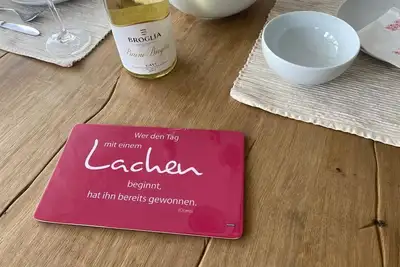 BROGLIA
Wer den Tag
mit einem
Lachen
beginnt,
hat ihn bereits gewonnen.